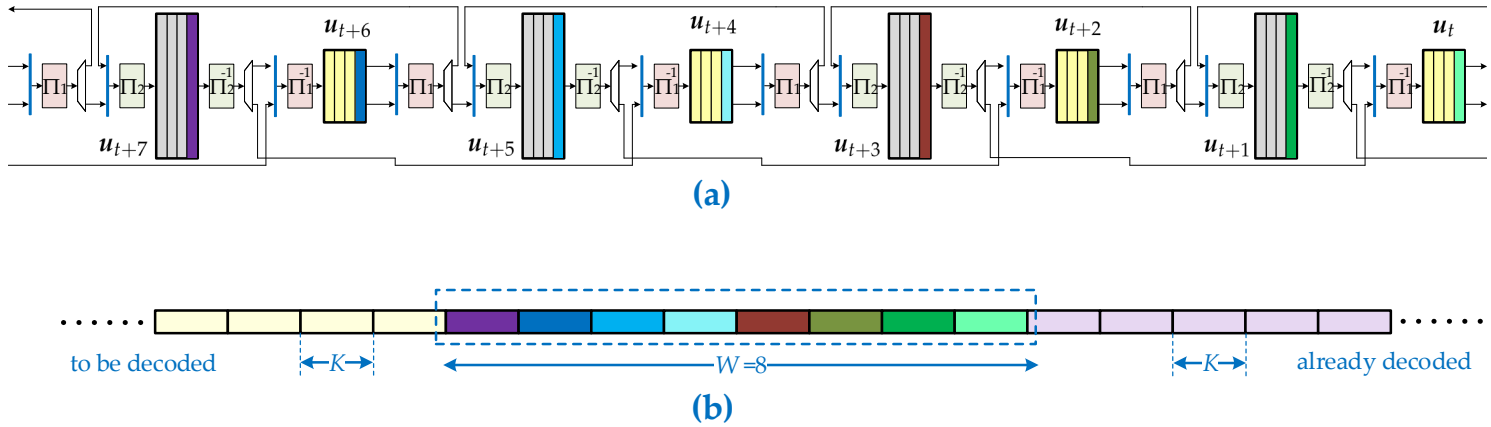 u_{t+6} u_{t+4} u_{t+2} u_t
Π₁ Π₂ Π₂⁻¹ Π₁⁻¹ Π₁ Π₂ Π₂⁻¹ Π₁⁻¹ Π₁ Π₂ Π₂⁻¹ Π₁⁻¹ Π₁ Π₂ Π₂⁻¹ Π₁⁻¹
u_{t+7} u_{t+5} u_{t+3} u_{t+1}
(a)
...... ......
to be decoded K W=8 K already decoded
(b)